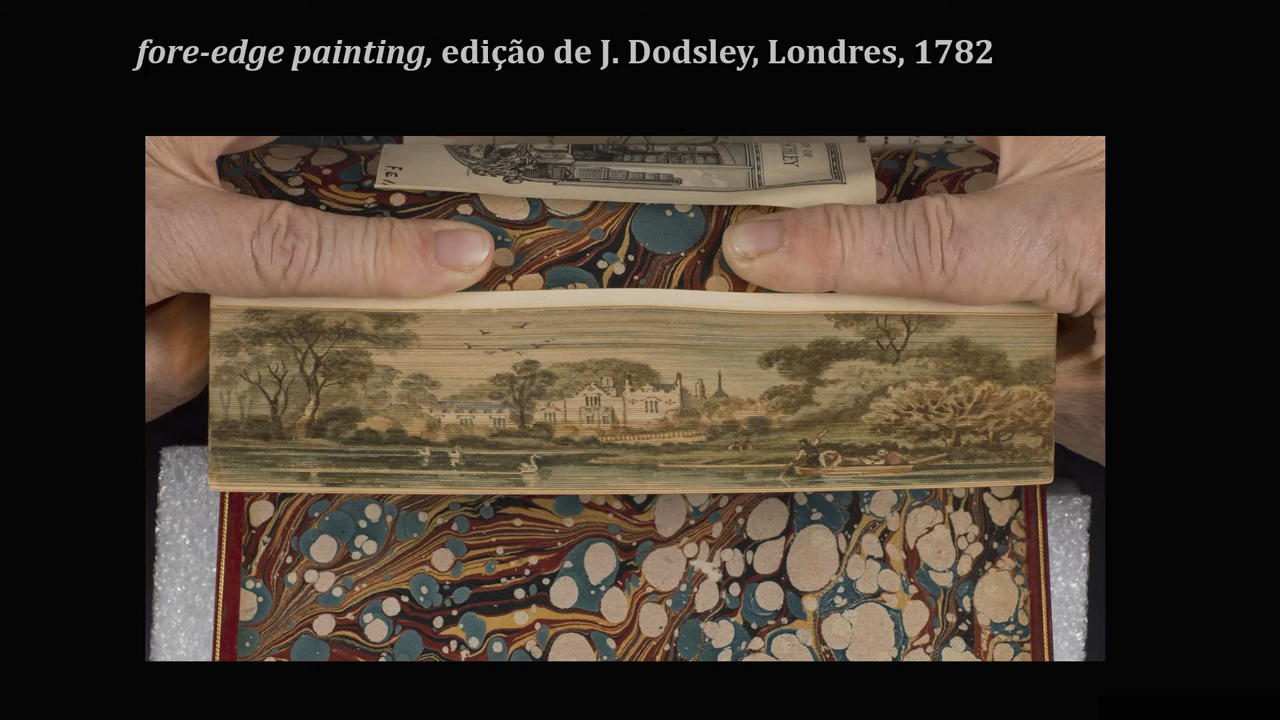 fore-edge painting, edição de J. Dodsley, Londres, 1782